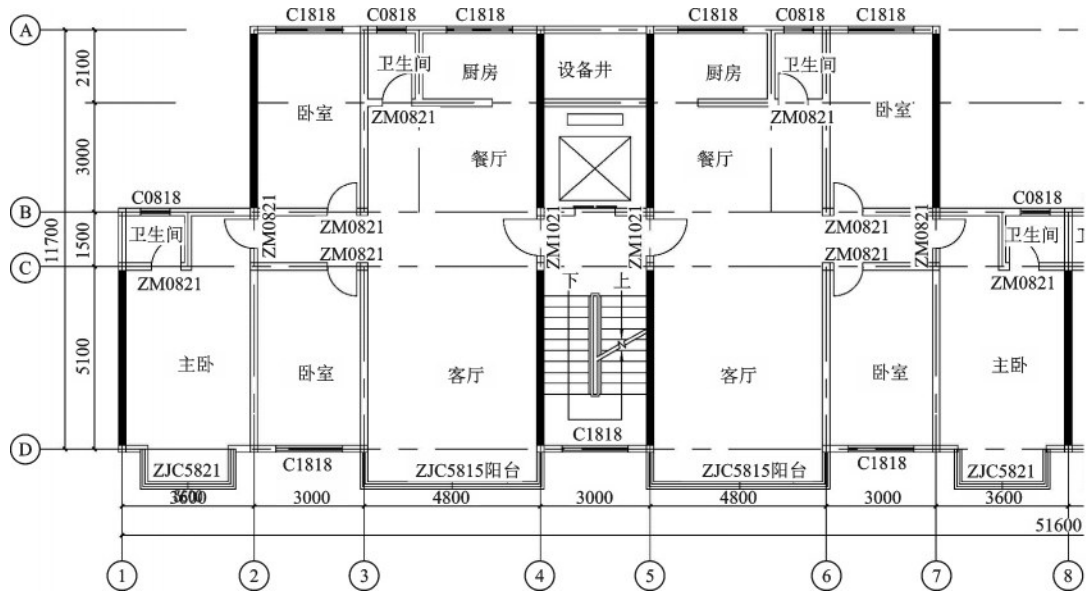 C1818 C0818 C1818 C1818 C0818 C1818
A
卫生间 厨房 设备井 厨房 卫生间
2100
卧室 ZM0821 ZM0821 卧室
3000 餐厅 餐厅
C0818 C0818
B
ZM0821 ZM0821 ZM1021 ZM1021 ZM0821 ZM0821
11700 1500 卫生间 卫生间
ZM0821 ZM0821
C
ZM0821 下 上 ZM0821
5100 主卧 卧室 客厅 客厅 卧室 主卧
C1818
D
ZJC5821 C1818 ZJC5815阳台 ZJC5815阳台 C1818 ZJC5821
3600 3000 4800 3000 4800 3000 3600
51600
1 2 3 4 5 6 7 8